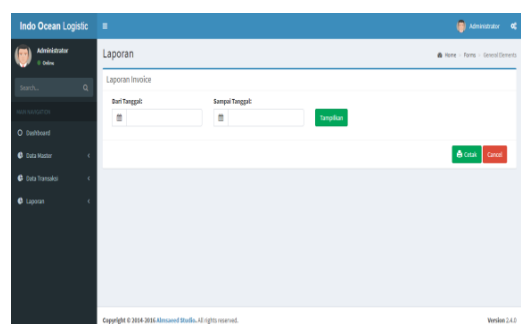 Indo Ocean Logistic
Administrator
Administrator
Online
Search...
MAIN NAVIGATION
Dashboard
Data Master
Data Transaksi
Laporan
Laporan
Home > Forms > General Elements
Laporan Invoice
Dari Tanggal:
Sampai Tanggal:
Tampilkan
Cetak
Cancel
Copyright © 2014-2016 Almsaeed Studio. All rights reserved.
Version 2.4.0